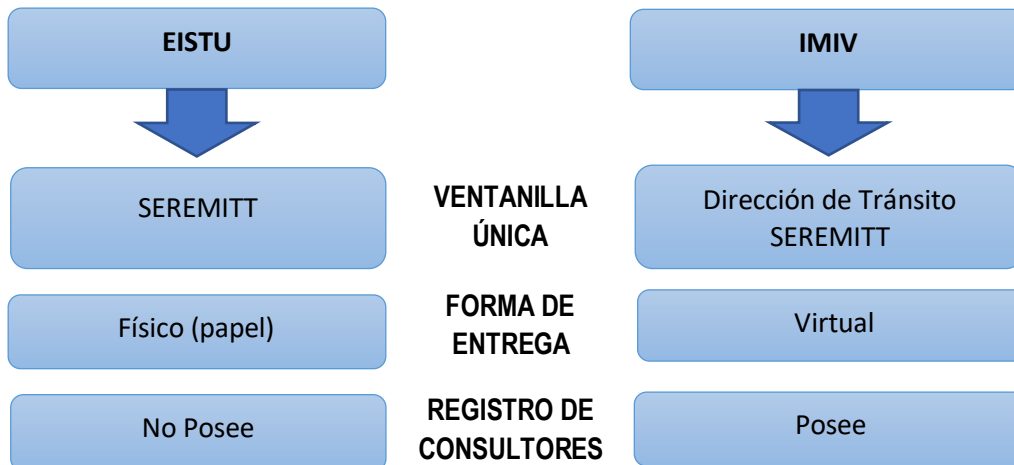 EISTU
IMIV
SEREMITT
VENTANILLA
ÚNICA
Dirección de Tránsito
SEREMITT
Físico (papel)
FORMA DE
ENTREGA
Virtual
No Posee
REGISTRO DE
CONSULTORES
Posee